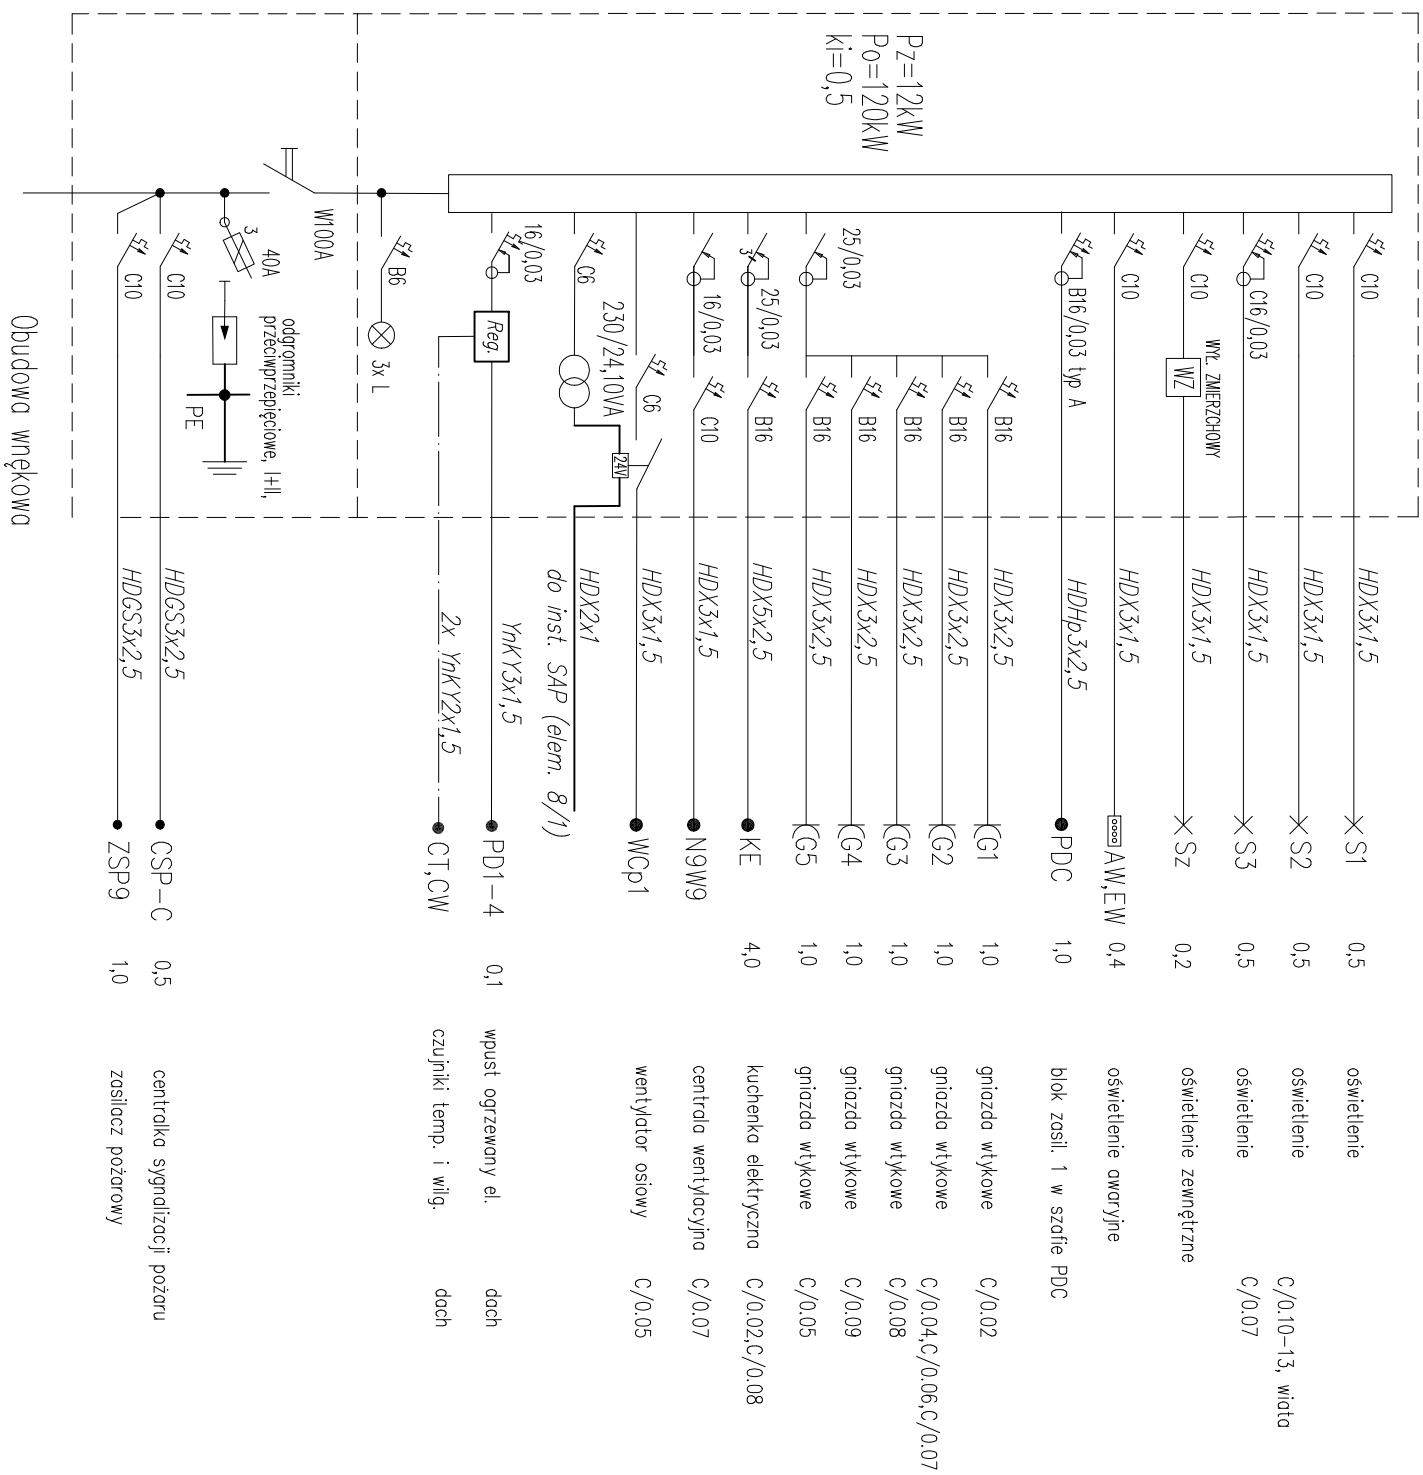 Pz=12kW
Po=120kW
ki=0,5
C10 HDX3x1,5 S1 0,5 oświetlenie
C10 HDX3x1,5 S2 0,5 oświetlenie C/0.10-13, wiata
C16/0,03 HDX3x1,5 S3 0,5 oświetlenie C/0.07
WYŁ. ZMIERZCHOWY
C10 WZ HDX3x1,5 Sz 0,2 oświetlenie zewnętrzne
C10 HDX3x1,5 AW,EW 0,4 oświetlenie awaryjne
B16/0,03 typ A HDHp3x2,5 PDC 1,0 blok zasil. 1 w szafie PDC
B16 HDX3x2,5 G1 1,0 gniazda wtykowe C/0.02
B16 HDX3x2,5 G2 1,0 gniazda wtykowe C/0.04,C/0.06,C/0.07
B16 HDX3x2,5 G3 1,0 gniazda wtykowe C/0.08
B16 HDX3x2,5 G4 1,0 gniazda wtykowe C/0.09
25/0,03 B16 HDX3x2,5 G5 1,0 gniazda wtykowe C/0.05
3 25/0,03 B16 HDX5x2,5 KE 4,0 kuchenka elektryczna C/0.02,C/0.08
16/0,03 C10 HDX3x1,5 N9W9 centrala wentylacyjna C/0.07
C6 HDX3x1,5 WCp1 wentylator osiowy C/0.05
230/24,10VA
C6 24V HDX2x1
do inst. SAP (elem. 8/1)
16/0,03 Reg. YnKY3x1,5 PD1-4 0,1 wpust ogrzewany el. dach
2x YnKY2x1,5 CT,CW czujniki temp. i wilg. dach
B6 3x L
W100A
3 40A
odgromniki
przeciwprzepięciowe, I+II,
PE
C10 HDGS3x2,5 CSP-C 0,5 centralka sygnalizacji pożaru
C10 HDGS3x2,5 ZSP9 1,0 zasilacz pożarowy
Obudowa wnękowa